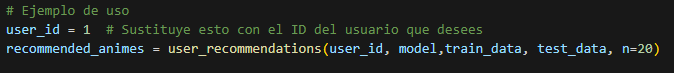 # Ejemplo de uso
user_id = 1  # Sustituye esto con el ID del usuario que desees
recommended_animes = user_recommendations(user_id, model,train_data, test_data, n=20)